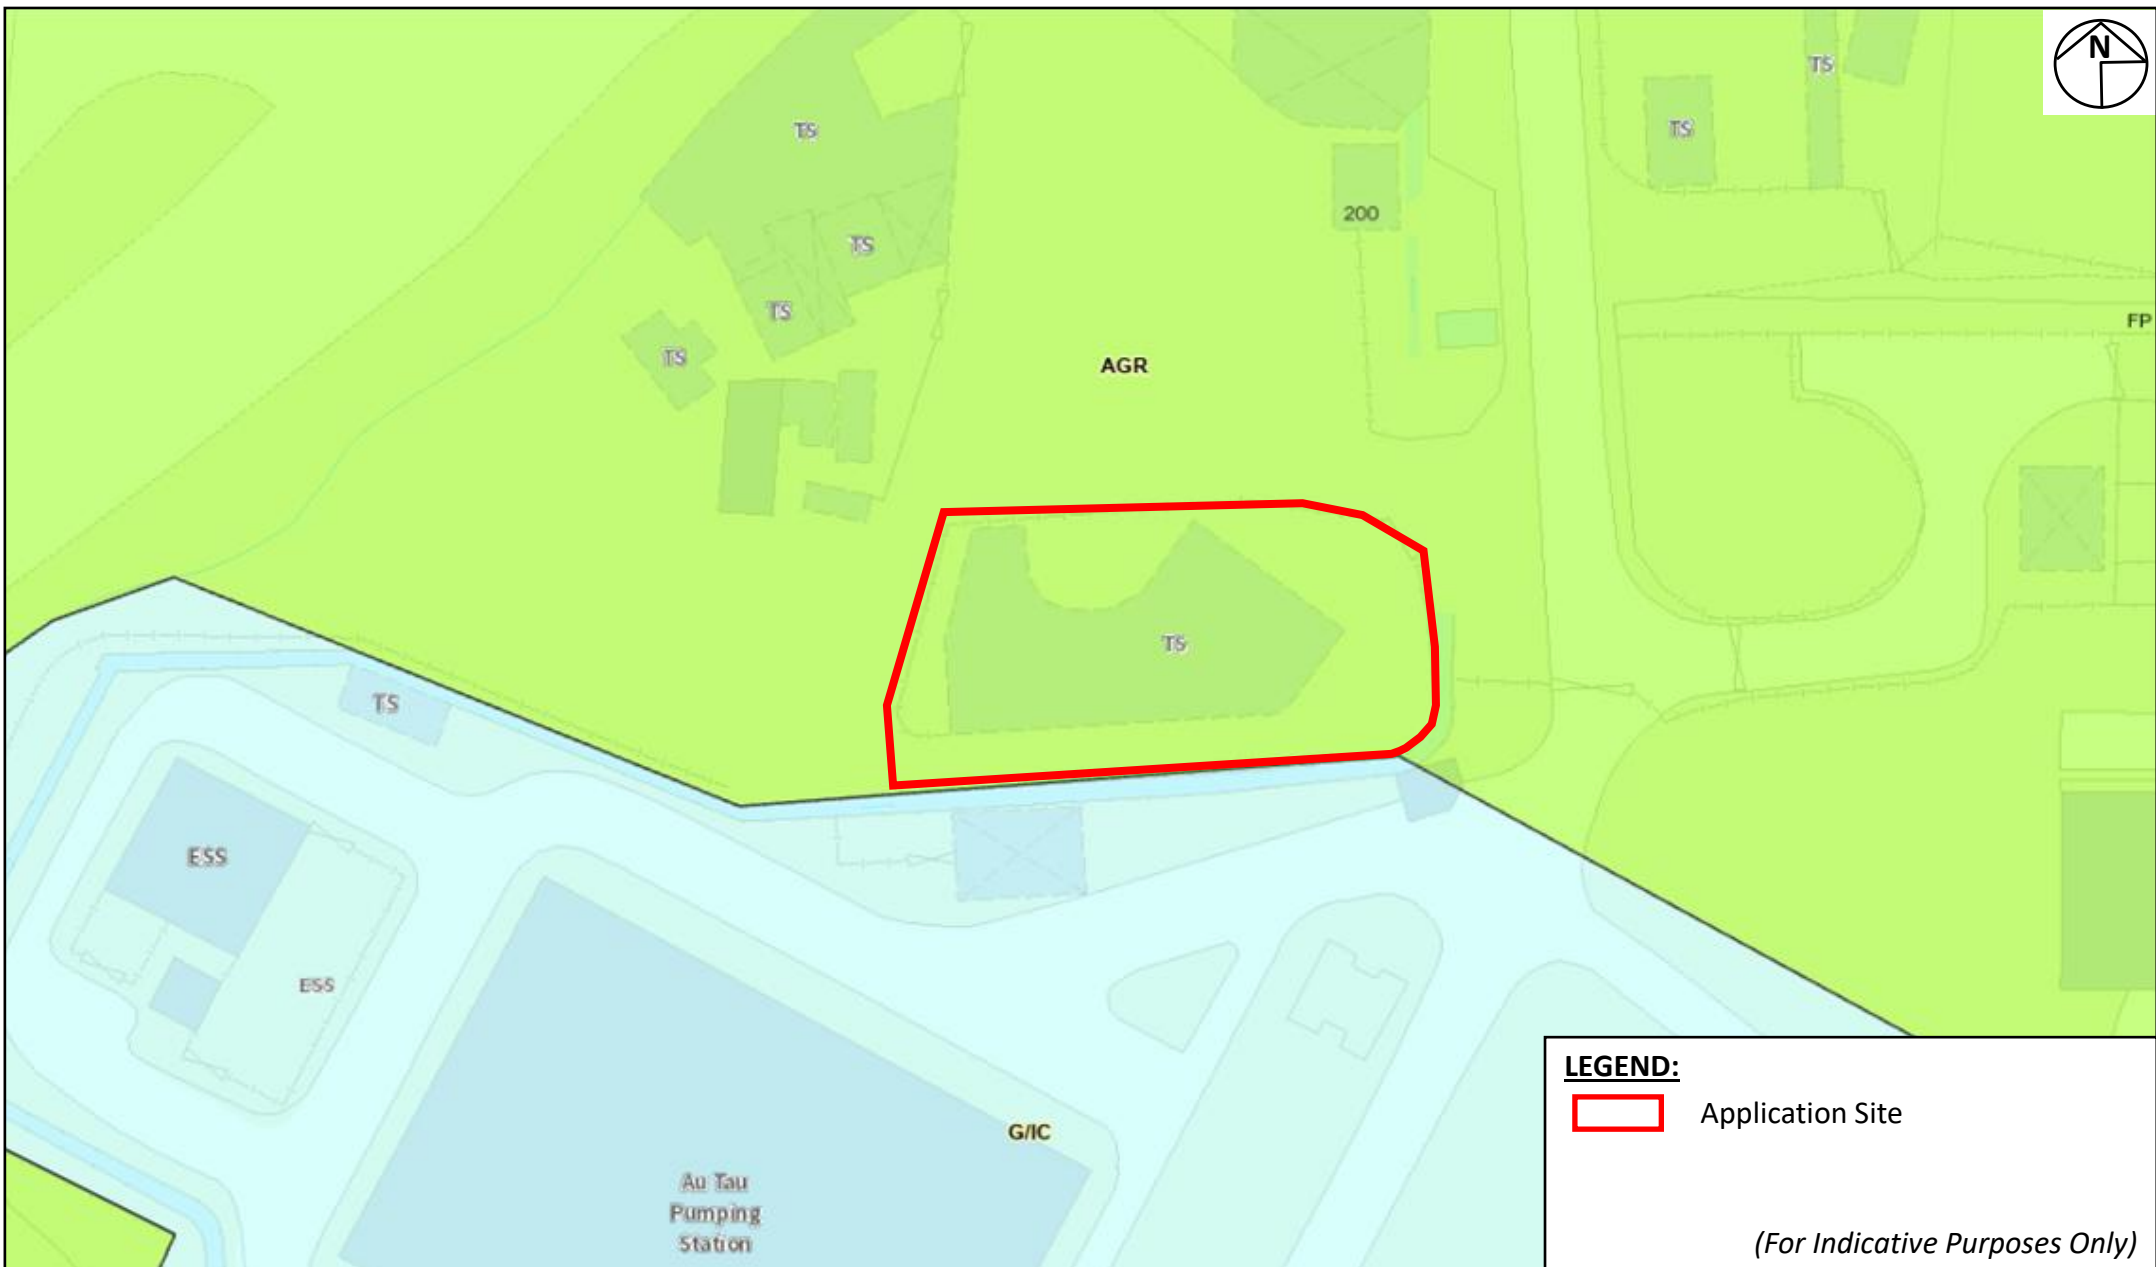 N
TS
TS
TS
TS
200
TS
FP
TS
TS
AGR
TS
TS
ESS
ESS
G/IC
Au Tau
Pumping
Station
LEGEND:
Application Site
(For Indicative Purposes Only)